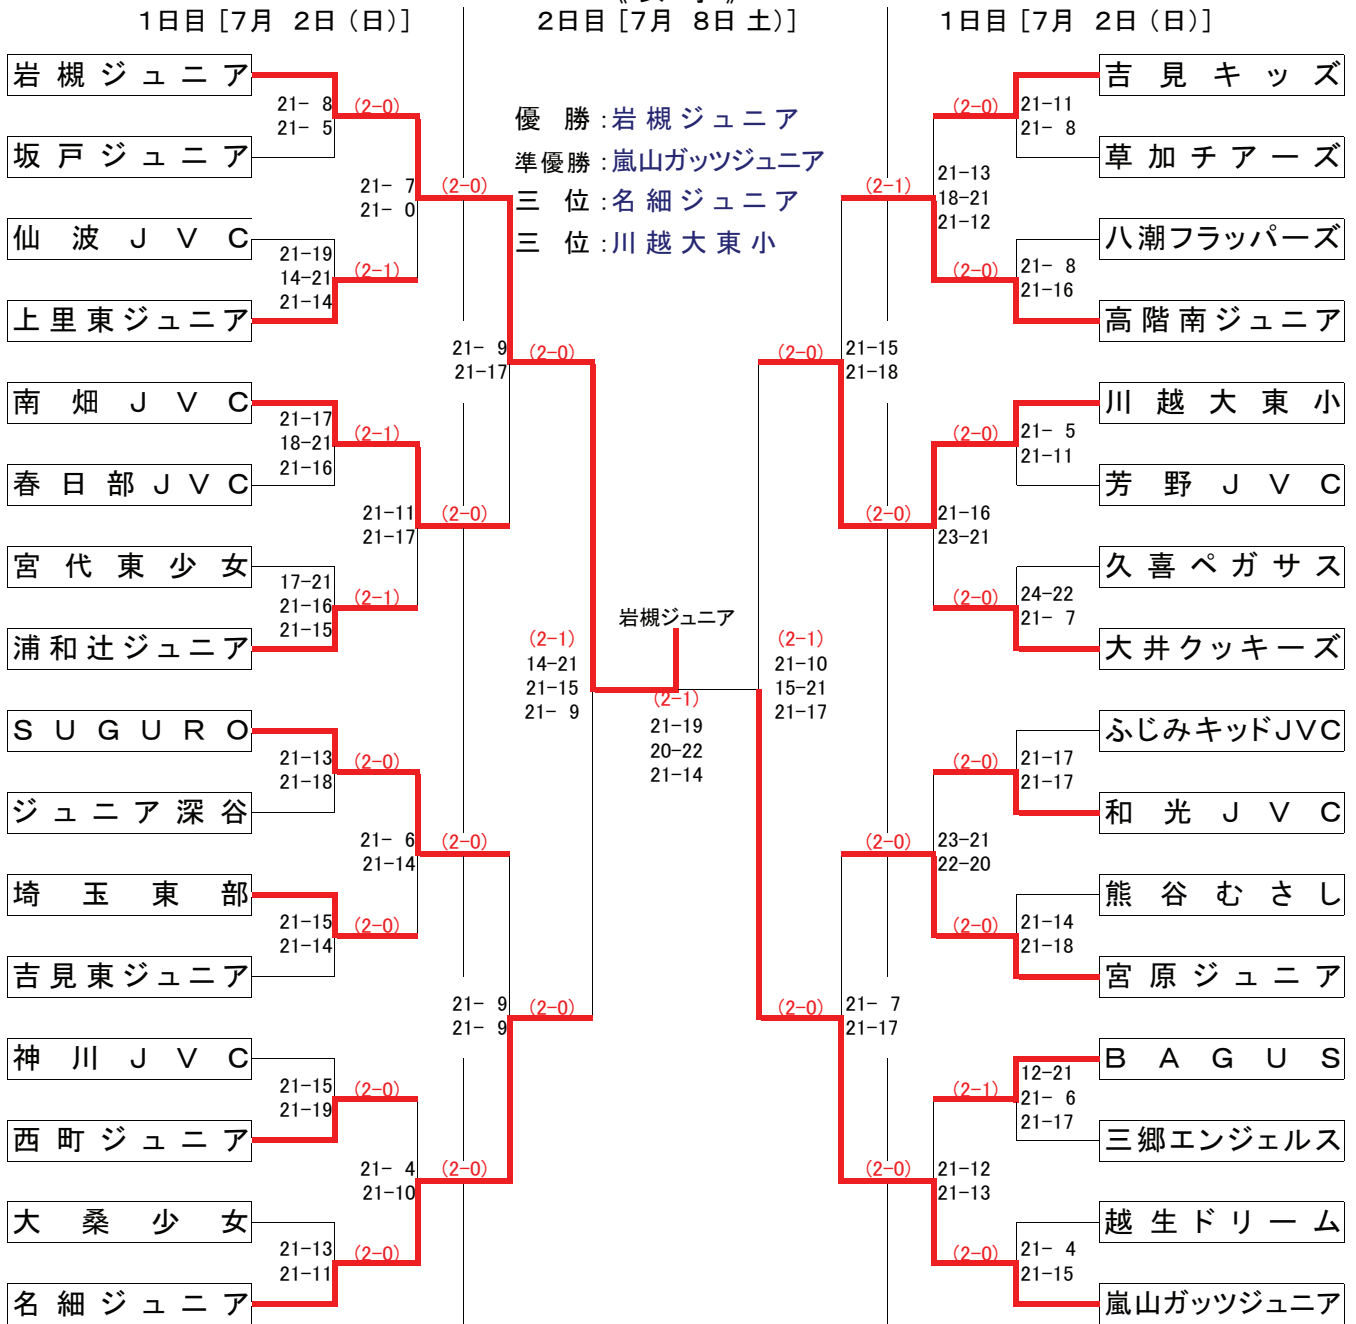 1日目［7月　2日（日）］
2日目［7月　8日 土）］
1日目［7月　2日（日）］
優　勝：岩槻ジュニア
準優勝：嵐山ガッツジュニア
三　位：名細ジュニア
三　位：川越大東小
岩槻ジュニア
21- 8
21- 5
(2-0)
坂戸ジュニア
21- 7
21- 0
(2-0)
仙波JVC
21-19
14-21
21-14
(2-1)
上里東ジュニア
21- 9
21-17
(2-0)
南畑JVC
21-17
18-21
21-16
(2-1)
春日部JVC
21-11
21-17
(2-0)
宮代東少女
17-21
21-16
21-15
(2-1)
浦和辻ジュニア
(2-1)
14-21
21-15
21- 9
SUGURO
21-13
21-18
(2-0)
ジュニア深谷
21- 6
21-14
(2-0)
埼玉東部
21-15
21-14
(2-0)
吉見東ジュニア
21- 9
21- 9
(2-0)
神川JVC
21-15
21-19
(2-0)
西町ジュニア
21- 4
21-10
(2-0)
大桑少女
21-13
21-11
(2-0)
名細ジュニア
岩槻ジュニア
(2-1)
21-19
20-22
21-14
吉見キッズ
(2-0)
21-11
21- 8
草加チアーズ
(2-1)
21-13
18-21
21-12
八潮フラッパーズ
(2-0)
21- 8
21-16
高階南ジュニア
(2-0)
21-15
21-18
川越大東小
(2-0)
21- 5
21-11
芳野JVC
(2-0)
21-16
23-21
久喜ペガサス
(2-0)
24-22
21- 7
大井クッキーズ
(2-1)
21-10
15-21
21-17
ふじみキッドJVC
(2-0)
21-17
21-17
和光JVC
(2-0)
23-21
22-20
熊谷むさし
(2-0)
21-14
21-18
宮原ジュニア
(2-0)
21- 7
21-17
BAGUS
(2-1)
12-21
21- 6
21-17
三郷エンジェルス
(2-0)
21-12
21-13
越生ドリーム
(2-0)
21- 4
21-15
嵐山ガッツジュニア